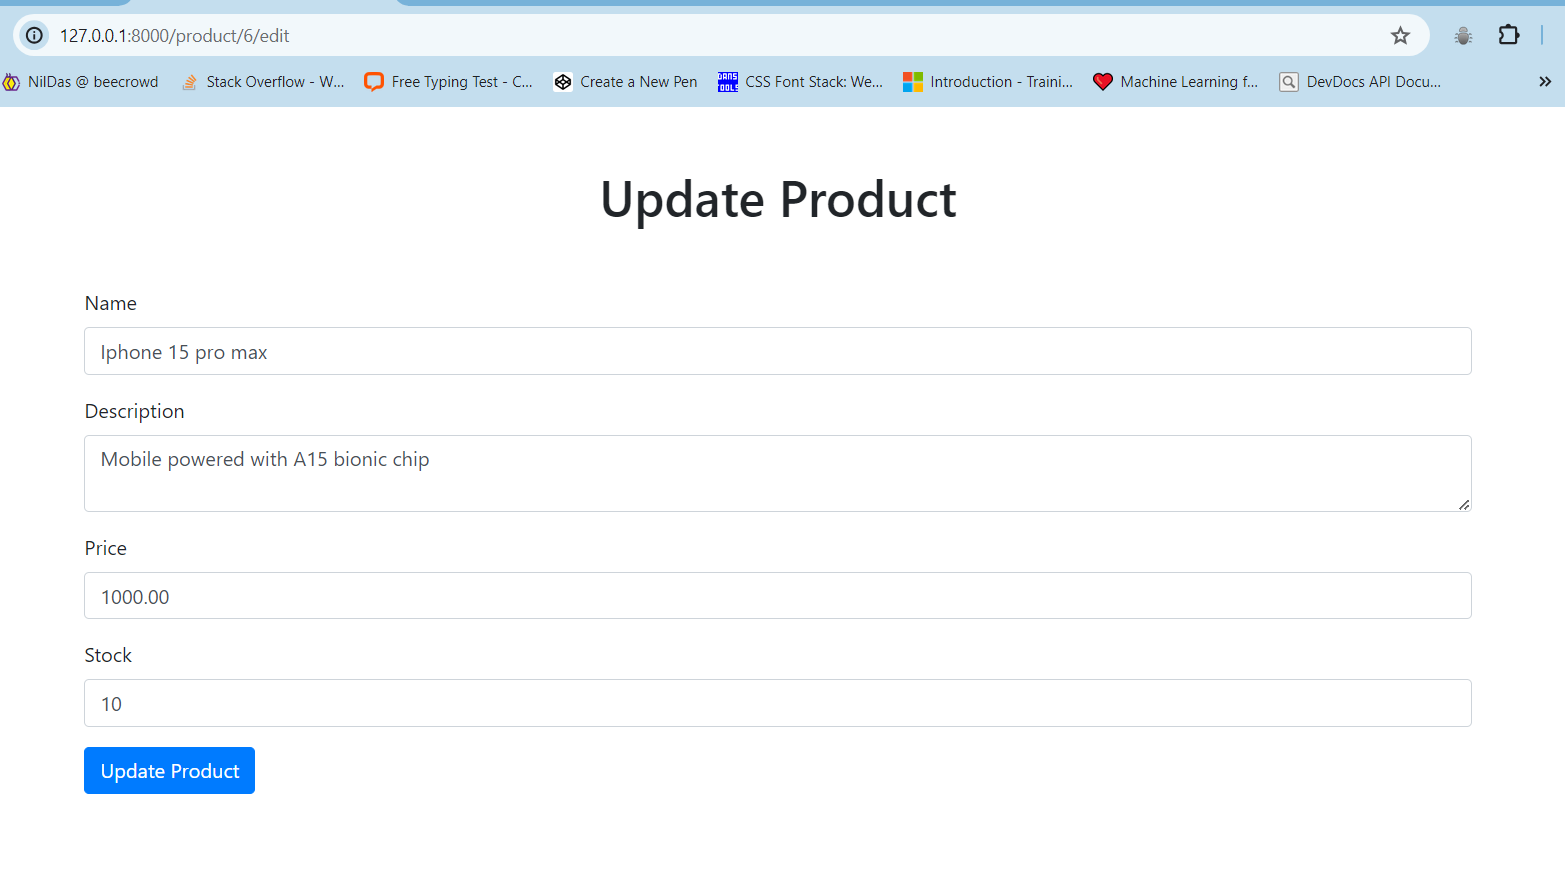 127.0.0.1:8000/product/6/edit
NilDas @ beecrowd Stack Overflow - W... Free Typing Test - C... Create a New Pen DANS TOOLS CSS Font Stack: We... Introduction - Traini... Machine Learning f... DevDocs API Docu... »
Update Product
Name
Iphone 15 pro max
Description
Mobile powered with A15 bionic chip
Price
1000.00
Stock
10
Update Product